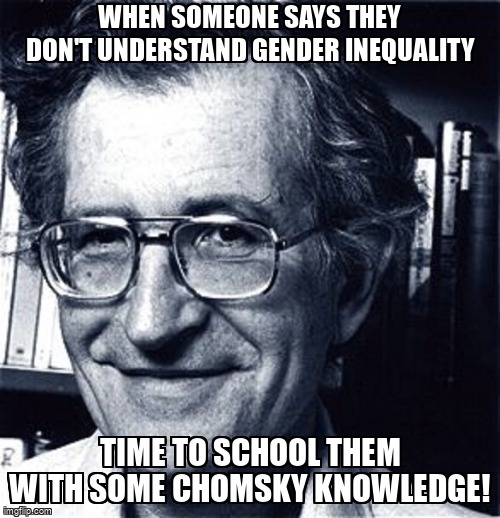 WHEN SOMEONE SAYS THEY
DON'T UNDERSTAND GENDER INEQUALITY
TIME TO SCHOOL THEM
WITH SOME CHOMSKY KNOWLEDGE!
imgflip.com